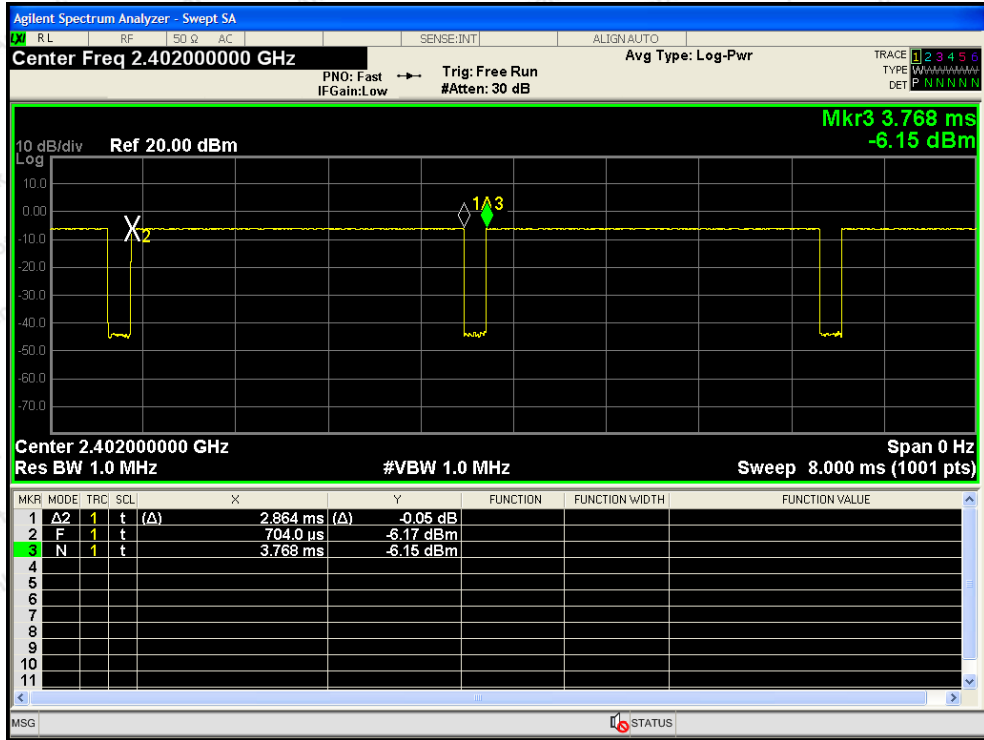 Agilent Spectrum Analyzer - Swept SA
LXI RL RF 50 Ω AC SENSE:INT ALIGN AUTO
Center Freq 2.402000000 GHz
PNO: Fast Trig: Free Run Avg Type: Log-Pwr TRACE 1 2 3 4 5 6
IFGain:Low #Atten: 30 dB TYPE W
DET P N N N N N
Mkr3 3.768 ms
10 dB/div Ref 20.00 dBm -6.15 dBm
Log
10.0
0.00
-10.0
-20.0
-30.0
-40.0
-50.0
-60.0
-70.0
1Δ 3
2
Center 2.402000000 GHz Span 0 Hz
Res BW 1.0 MHz #VBW 1.0 MHz Sweep 8.000 ms (1001 pts)
MKR MODE TRC SCL X Y FUNCTION FUNCTION WIDTH FUNCTION VALUE
1 Δ2 1 t (Δ) 2.864 ms (Δ) -0.05 dB
2 F 1 t 704.0 µs -6.17 dBm
3 N 1 t 3.768 ms -6.15 dBm
4
5
6
7
8
9
10
11
MSG STATUS